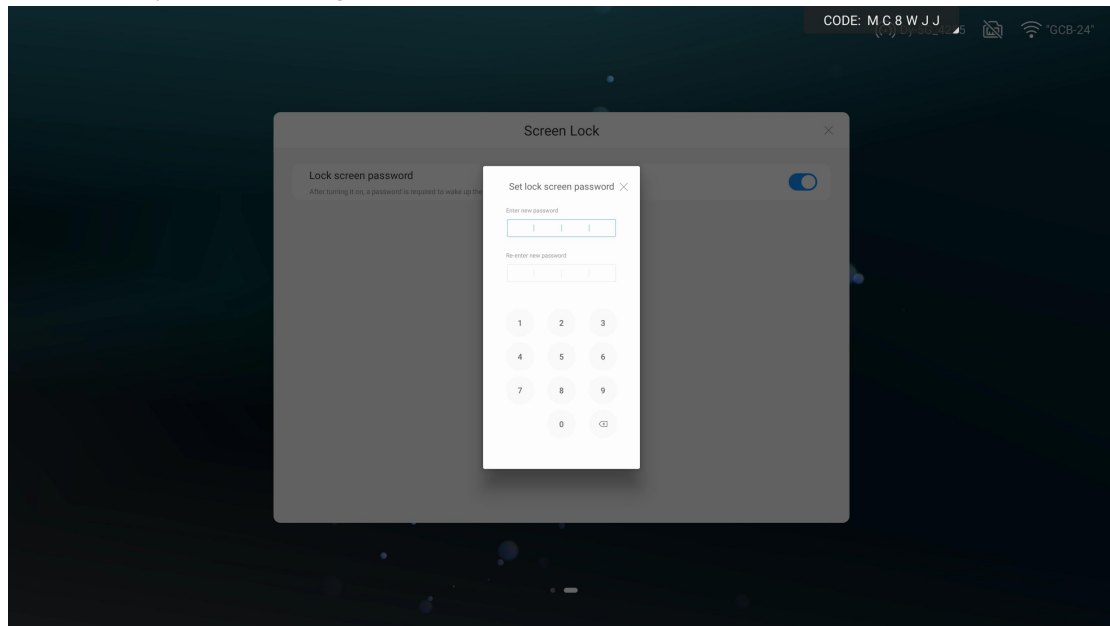 CODE: M C 8 W J J
"GCB-24"
Screen Lock
Lock screen password
After turning it on, a password is required to wake up the
Set lock screen password
Enter new password
Re-enter new password
1 2 3
4 5 6
7 8 9
0